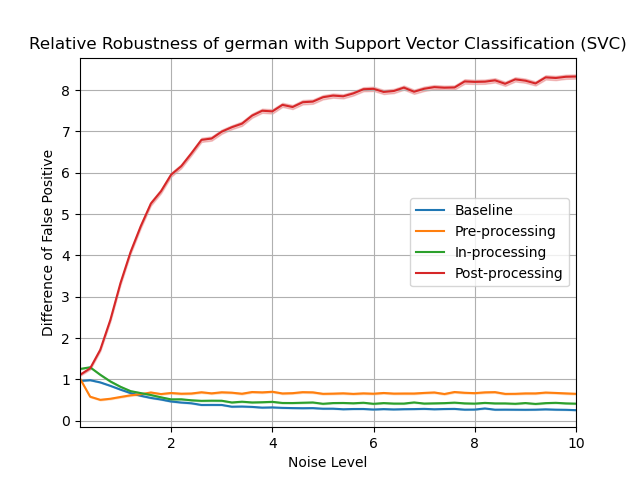 Relative Robustness of german with Support Vector Classification (SVC)
Difference of False Positive
8
7
6
5
4
3
2
1
0
Baseline
Pre-processing
In-processing
Post-processing
2
4
6
8
10
Noise Level